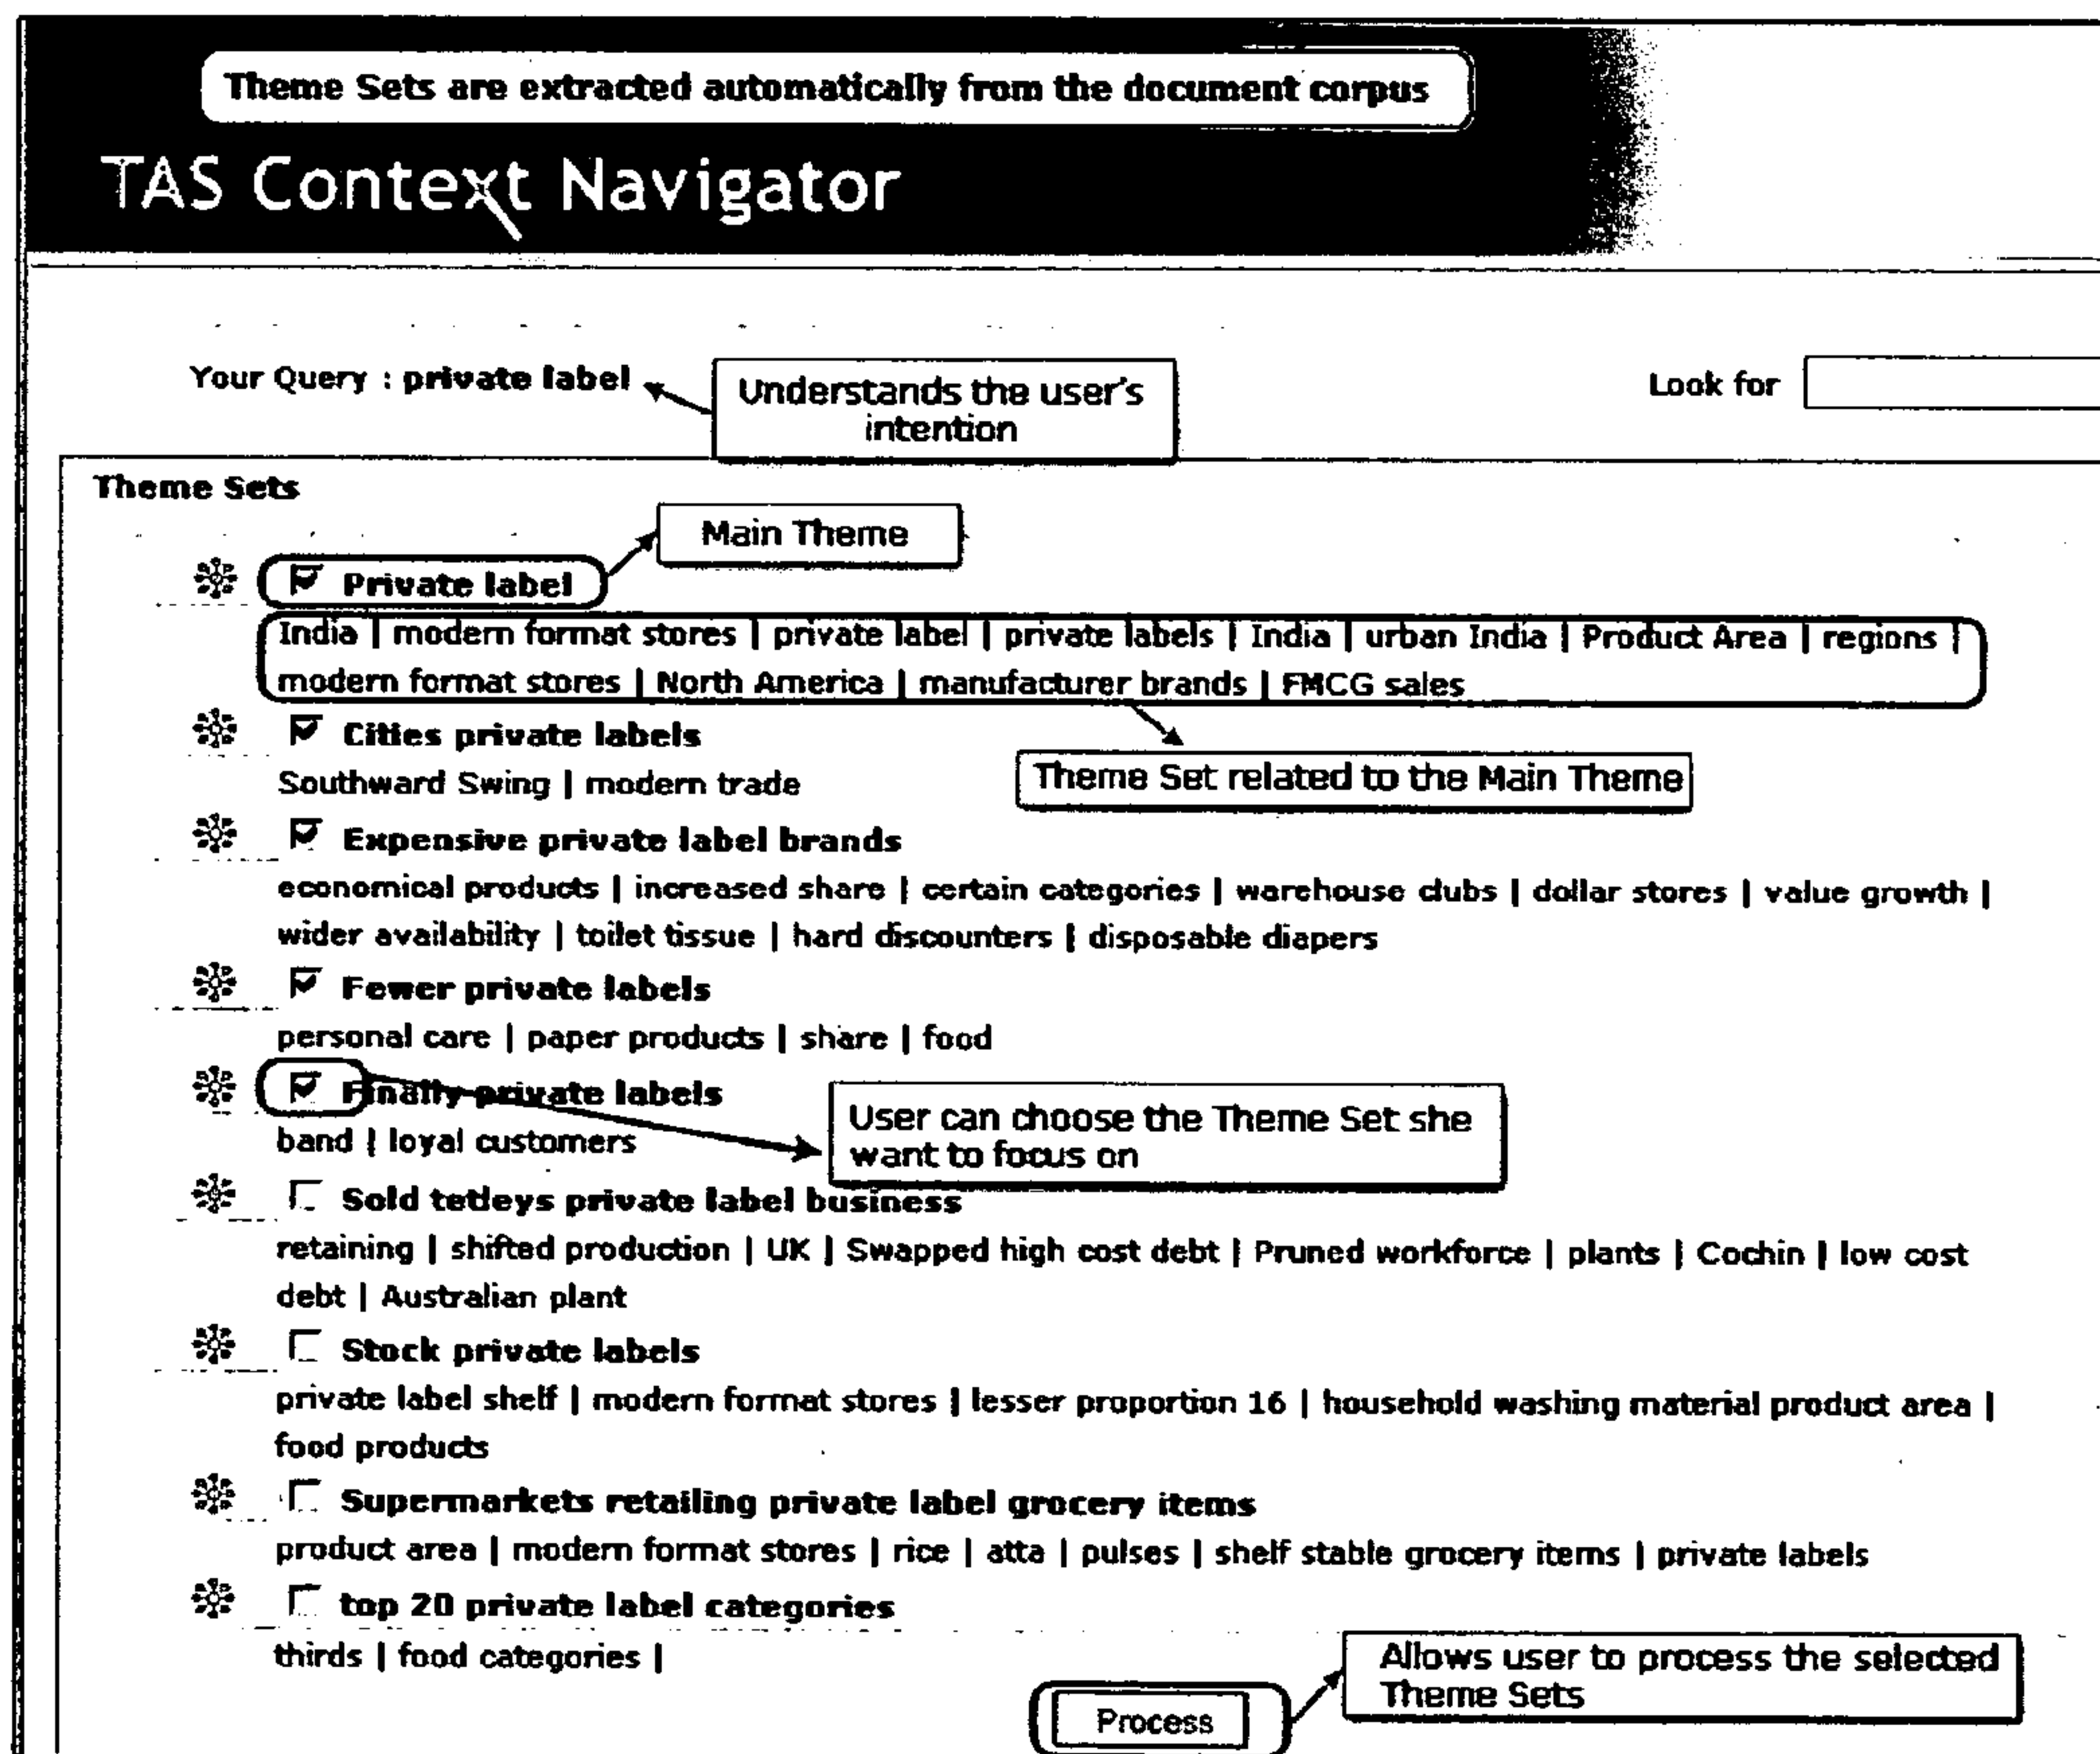 Theme Sets are extracted automatically from the document corpus
TAS Context Navigator
Your Query : private label
Understands the user's
intention
Look for
Theme Sets
Main Theme
Private label
India | modern format stores | private label | private labels | India | urban India | Product Area | regions |
modern format stores | North America | manufacturer brands | FMCG sales
Cities private labels
Southward Swing | modern trade
Theme Set related to the Main Theme
Expensive private label brands
economical products | increased share | certain categories | warehouse clubs | dollar stores | value growth |
wider availability | toilet tissue | hard discounters | disposable diapers
Fewer private labels
personal care | paper products | share | food
Finally private labels
band | loyal customers
User can choose the Theme Set she
want to focus on
Sold tetleys private label business
retaining | shifted production | UK | Swapped high cost debt | Pruned workforce | plants | Cochin | low cost
debt | Australian plant
Stock private labels
private label shelf | modern format stores | lesser proportion 16 | household washing material product area |
food products
Supermarkets retailing private label grocery items
product area | modern format stores | rice | atta | pulses | shelf stable grocery items | private labels
top 20 private label categories
thirds | food categories |
Allows user to process the selected
Theme Sets
Process